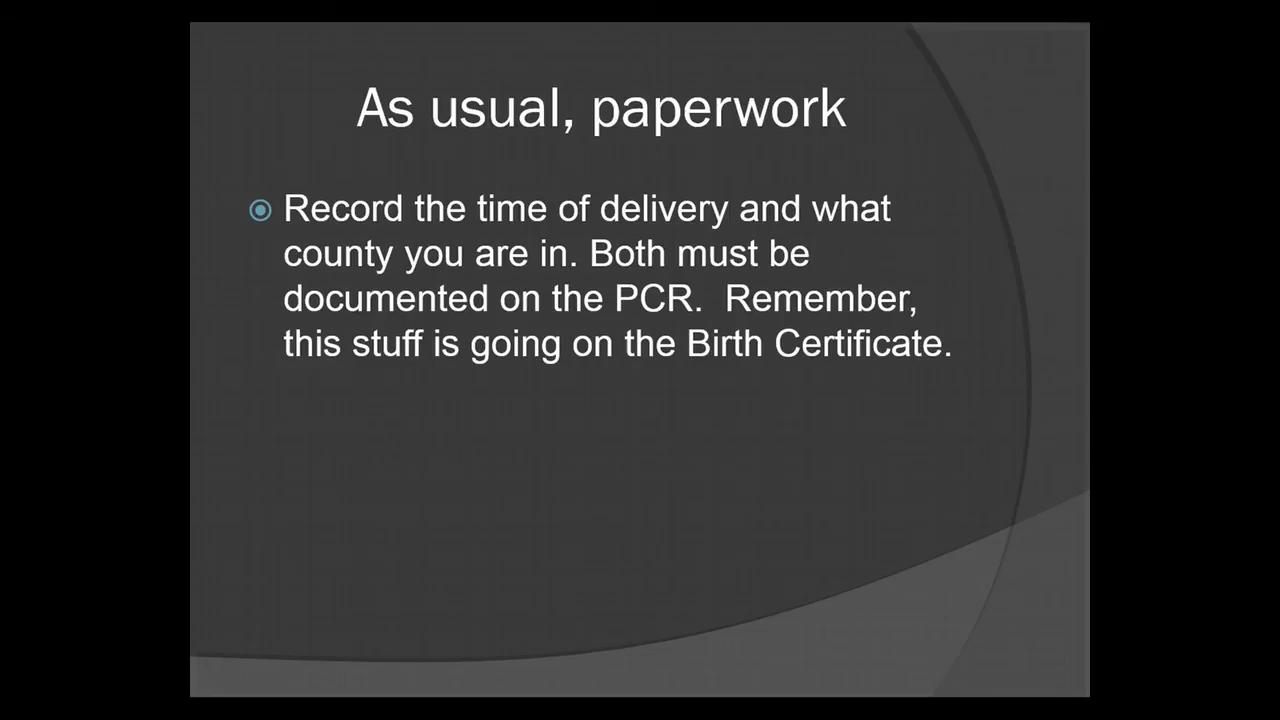 As usual, paperwork
Record the time of delivery and what
county you are in. Both must be
documented on the PCR.  Remember,
this stuff is going on the Birth Certificate.